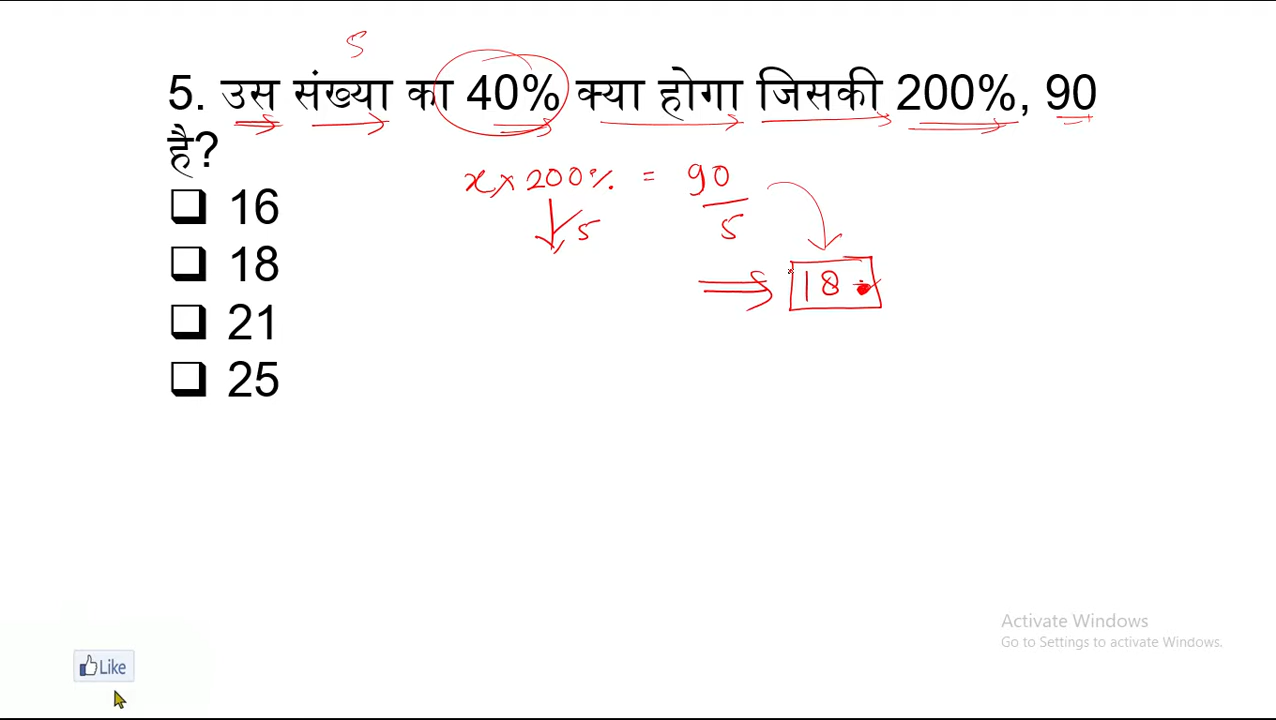 5
5. उस संख्या का 40% क्या होगा जिसकी 200%, 90
है?
x × 200% = 90
5
5
16
18
18
21
25
Activate Windows
Go to Settings to activate Windows.
Like